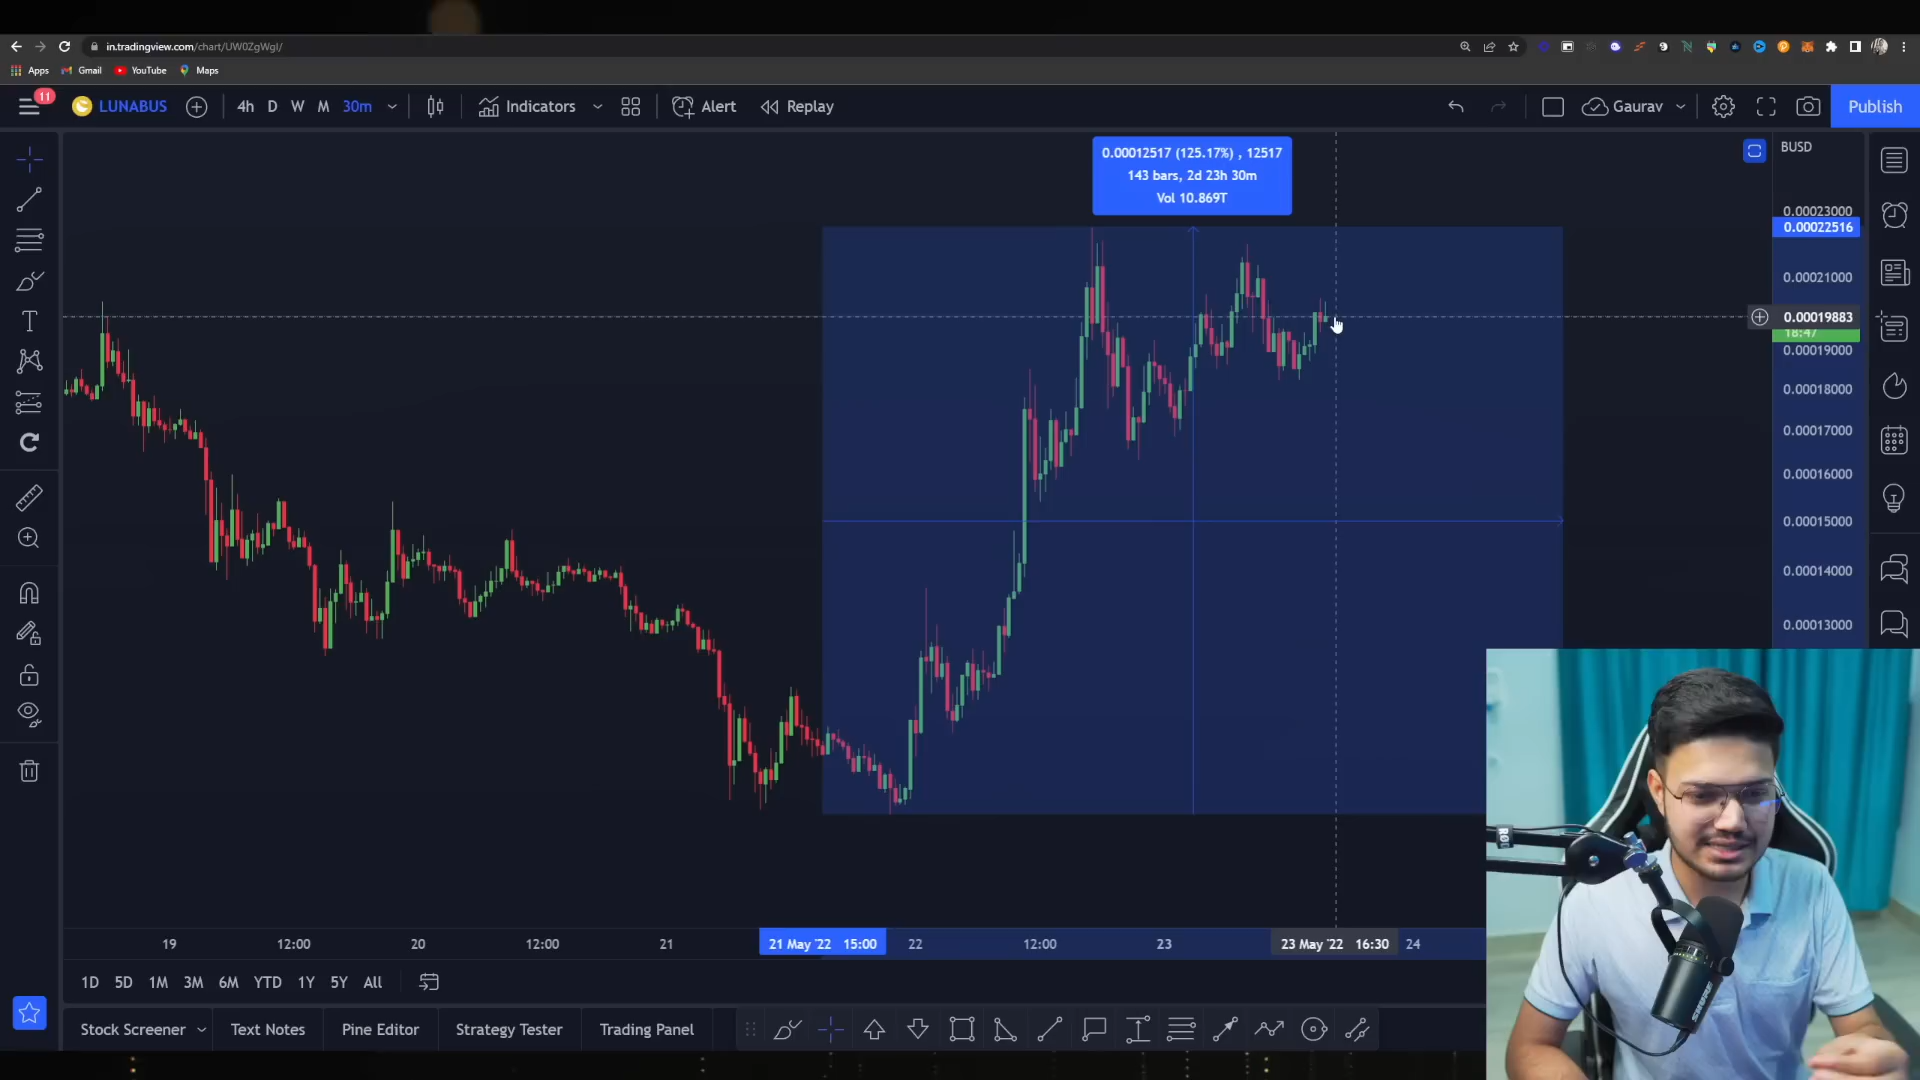 in.tradingview.com/chart/UW0ZgWgl/
Apps Gmail YouTube Maps
11
LUNABUS 4h D W M 30m Indicators Alert Replay Gaurav Publish
0.00012517 (125.17%) , 12517
143 bars, 2d 23h 30m
Vol 10.869T
BUSD
0.00023000
0.00022516
0.00021000
0.00019883
18:47
0.00019000
0.00018000
0.00017000
0.00016000
0.00015000
0.00014000
0.00013000
19 12:00 20 12:00 21 21 May '22 15:00 22 12:00 23 23 May '22 16:30 24
1D 5D 1M 3M 6M YTD 1Y 5Y All
Stock Screener Text Notes Pine Editor Strategy Tester Trading Panel
SHURE